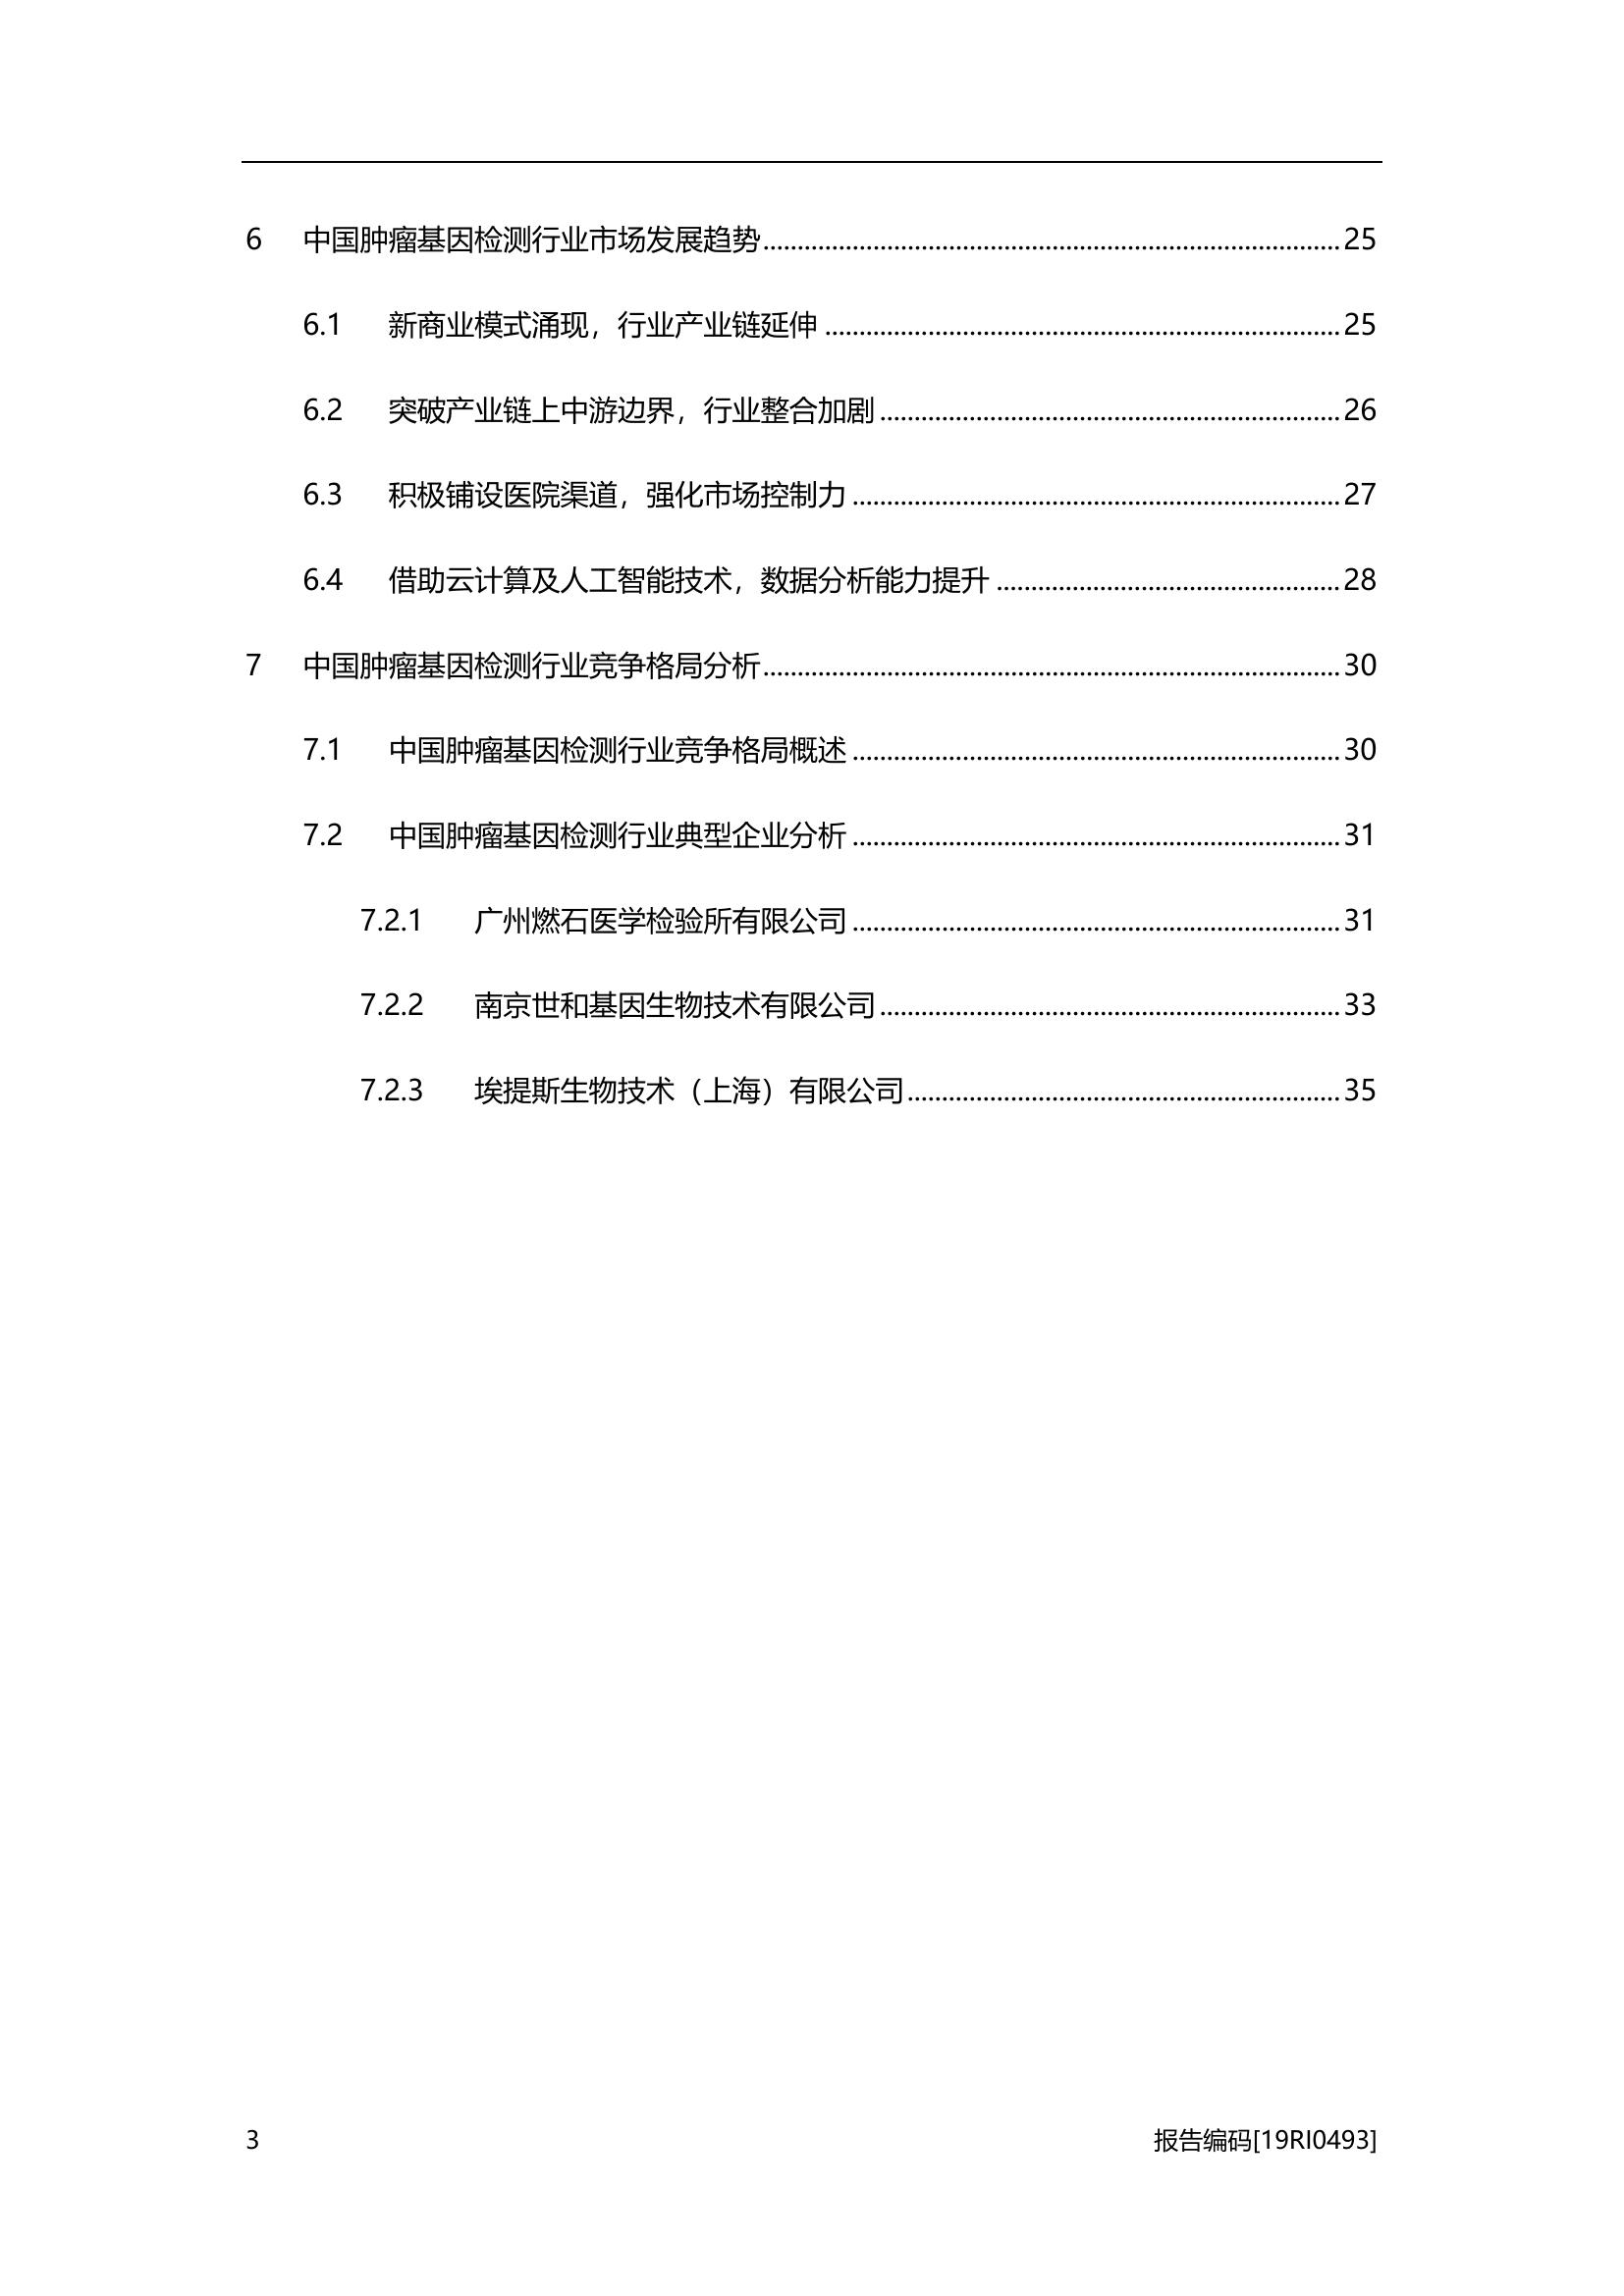 6 中国肿瘤基因检测行业市场发展趋势 25
6.1 新商业模式涌现，行业产业链延伸 25
6.2 突破产业链上中游边界，行业整合加剧 26
6.3 积极铺设医院渠道，强化市场控制力 27
6.4 借助云计算及人工智能技术，数据分析能力提升 28
7 中国肿瘤基因检测行业竞争格局分析 30
7.1 中国肿瘤基因检测行业竞争格局概述 30
7.2 中国肿瘤基因检测行业典型企业分析 31
7.2.1 广州燃石医学检验所有限公司 31
7.2.2 南京世和基因生物技术有限公司 33
7.2.3 埃提斯生物技术（上海）有限公司 35
3 报告编码[19RI0493]